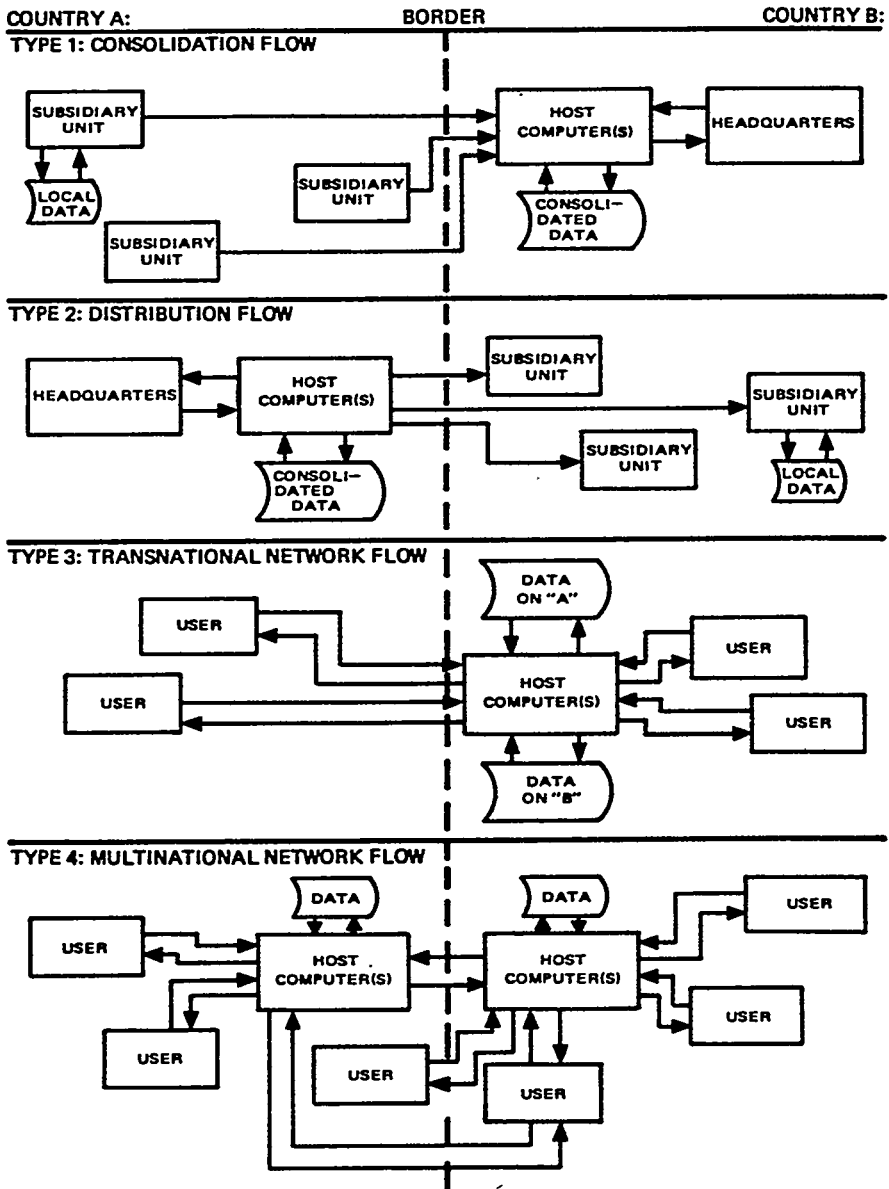 COUNTRY A:
BORDER
COUNTRY B:
TYPE 1: CONSOLIDATION FLOW
SUBSIDIARY
UNIT
LOCAL
DATA
SUBSIDIARY
UNIT
SUBSIDIARY
UNIT
HOST
COMPUTER(S)
HEADQUARTERS
CONSOLI-
DATED
DATA
TYPE 2: DISTRIBUTION FLOW
HEADQUARTERS
HOST
COMPUTER(S)
CONSOLI-
DATED
DATA
SUBSIDIARY
UNIT
SUBSIDIARY
UNIT
SUBSIDIARY
UNIT
LOCAL
DATA
TYPE 3: TRANSNATIONAL NETWORK FLOW
USER
USER
DATA
ON "A"
HOST
COMPUTER(S)
DATA
ON "B"
USER
USER
TYPE 4: MULTINATIONAL NETWORK FLOW
USER
USER
DATA
HOST
COMPUTER(S)
USER
DATA
HOST
COMPUTER(S)
USER
USER
USER